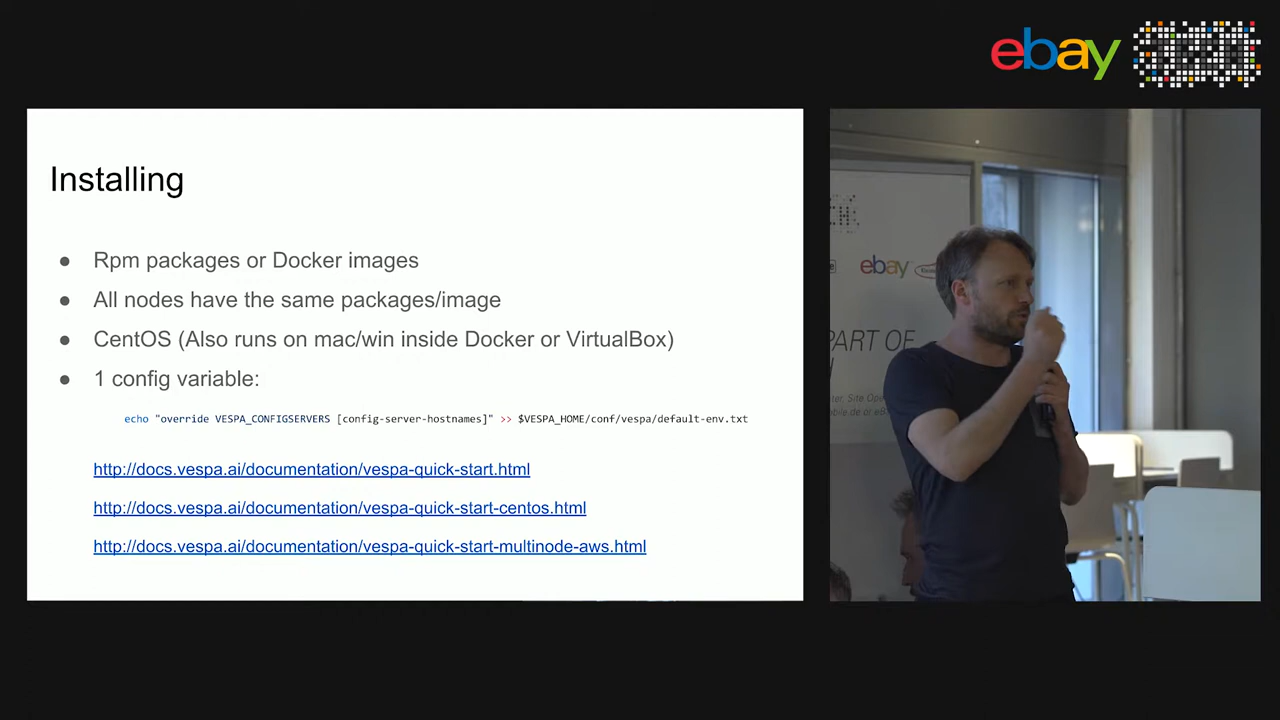 ebay
Installing
● Rpm packages or Docker images
● All nodes have the same packages/image
● CentOS (Also runs on mac/win inside Docker or VirtualBox)
● 1 config variable:
echo "override VESPA_CONFIGSERVERS [config-server-hostnames]" >> $VESPA_HOME/conf/vespa/default-env.txt
http://docs.vespa.ai/documentation/vespa-quick-start.html
http://docs.vespa.ai/documentation/vespa-quick-start-centos.html
http://docs.vespa.ai/documentation/vespa-quick-start-multinode-aws.html
ebay
PART OF